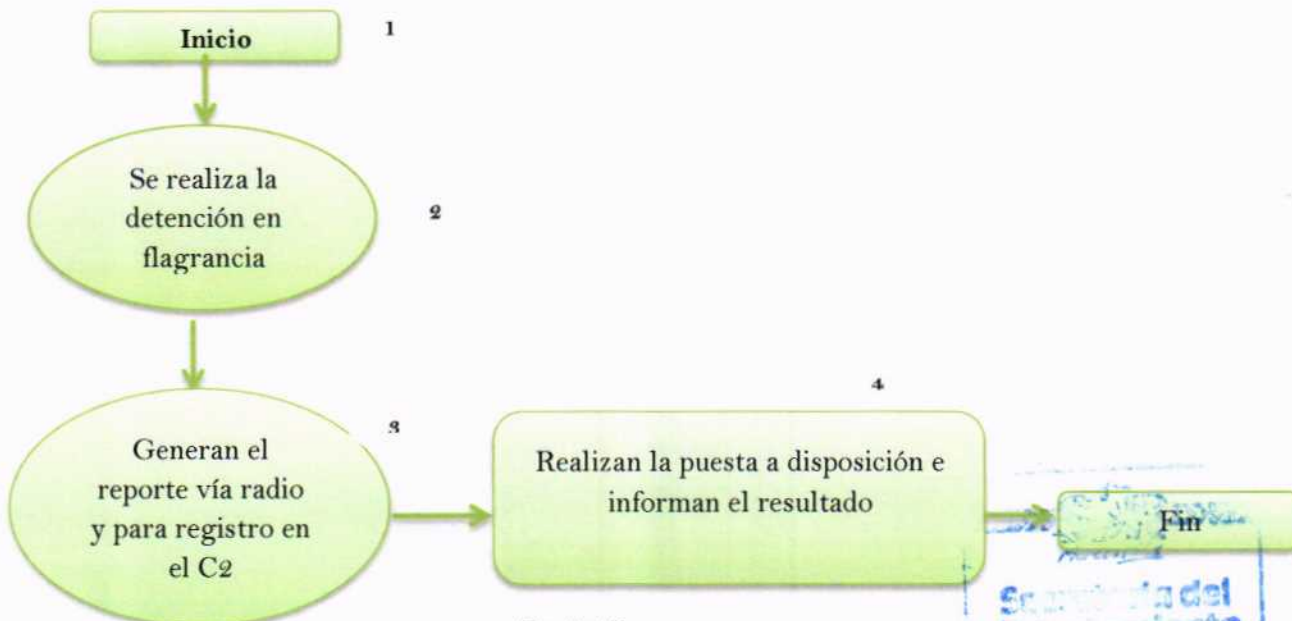 Inicio
1
Se realiza la
detención en
flagrancia
2
Generan el
reporte vía radio
y para registro en
el C2
3
4
Realizan la puesta a disposición e
informan el resultado
Fin
del